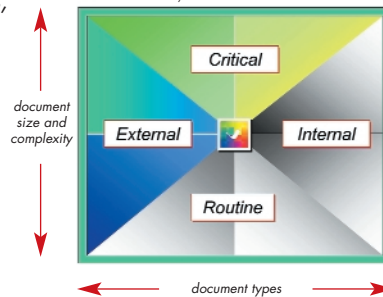 Critical
document
size and
complexity
External
Internal
Routine
document types